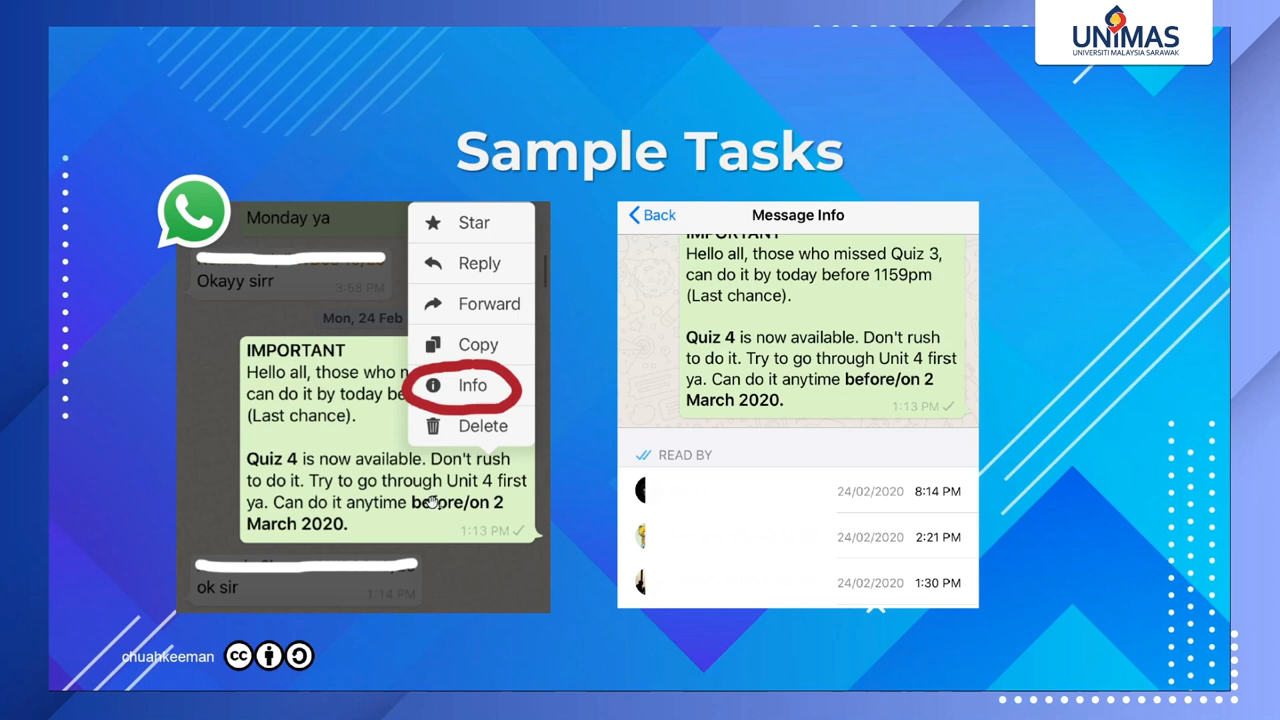 UNIMAS
UNIVERSITI MALAYSIA SARAWAK
Sample Tasks
Monday ya
Okayy sirr
3:58 PM
Mon, 24 Feb
IMPORTANT
Hello all, those who m
can do it by today be
(Last chance).
Quiz 4 is now available. Don't rush
to do it. Try to go through Unit 4 first
ya. Can do it anytime before/on 2
March 2020.
1:13 PM
ok sir
1:14 PM
Star
Reply
Forward
Copy
Info
Delete
Back
Message Info
IMPORTANT
Hello all, those who missed Quiz 3,
can do it by today before 1159pm
(Last chance).
Quiz 4 is now available. Don't rush
to do it. Try to go through Unit 4 first
ya. Can do it anytime before/on 2
March 2020.
1:13 PM
READ BY
24/02/2020 8:14 PM
24/02/2020 2:21 PM
24/02/2020 1:30 PM
chuahkeeman
cc